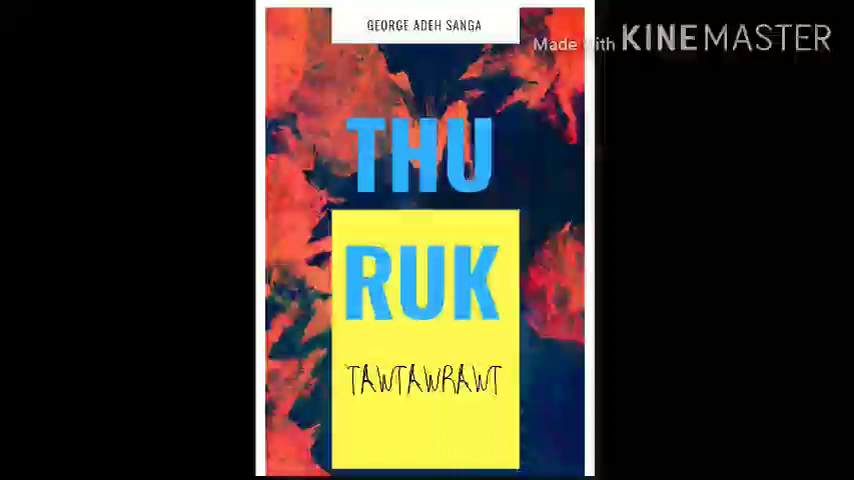 GEORGE ADEH SANGA
Made with KINEMASTER
THU
RUK
TAWTAWRAWT